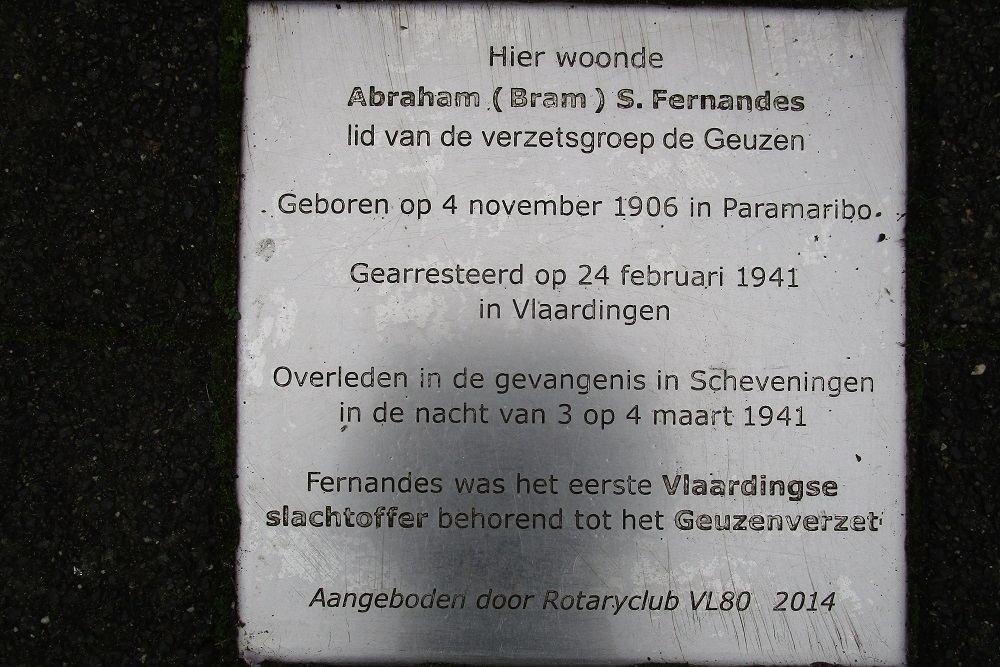 Hier woonde
Abraham (Bram) S. Fernandes
lid van de verzetsgroep de Geuzen
Geboren op 4 november 1906 in Paramaribo.
Gearresteerd op 24 februari 1941
in Vlaardingen
Overleden in de gevangenis in Scheveningen
in de nacht van 3 op 4 maart 1941
Fernandes was het eerste Vlaardingse
slachtoffer behorend tot het Geuzenverzet
Aangeboden door Rotaryclub VL80 2014